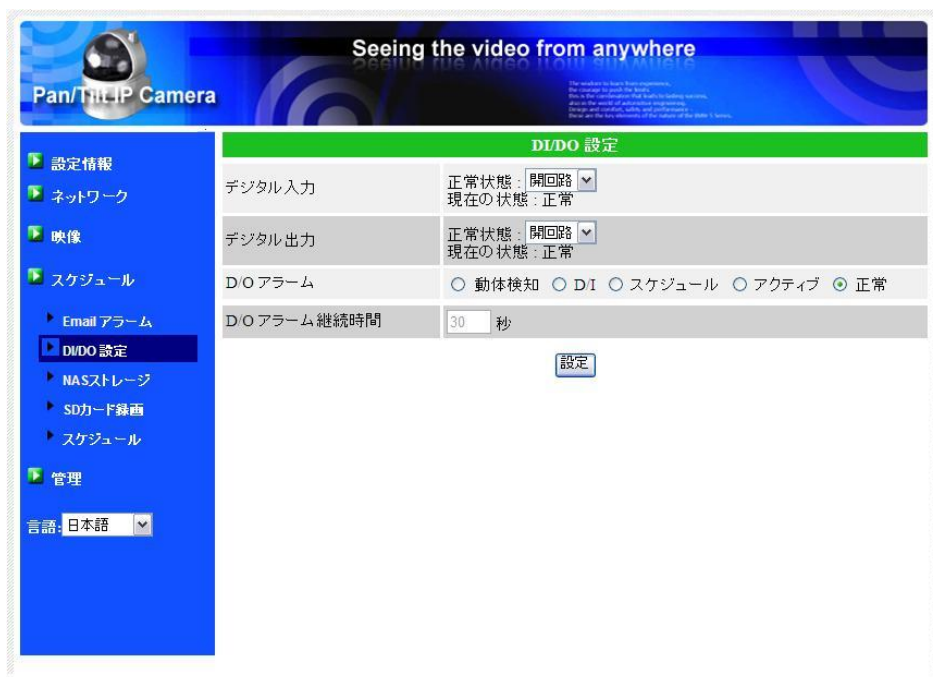 Seeing the video from anywhere
Pan/Tilt IP Camera
設定情報
ネットワーク
映像
スケジュール
Email アラーム
DI/DO 設定
NASストレージ
SDカード録画
スケジュール
管理
言語: 日本語
DI/DO 設定
デジタル入力
正常状態 : 開回路
現在の状態 : 正常
デジタル出力
正常状態 : 開回路
現在の状態 : 正常
D/O アラーム
動体検知 D/I スケジュール アクティブ 正常
D/O アラーム継続時間
30 秒
設定